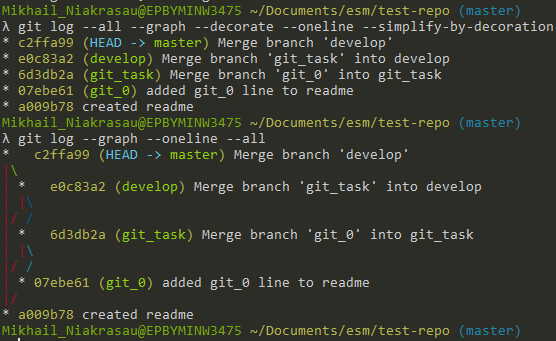 Mikhail_Niakrasau@EPBYMINW3475 ~/Documents/esm/test-repo (master)
λ git log --all --graph --decorate --oneline --simplify-by-decoration
* c2ffa99 (HEAD -> master) Merge branch 'develop'
* e0c83a2 (develop) Merge branch 'git_task' into develop
* 6d3db2a (git_task) Merge branch 'git_0' into git_task
* 07ebe61 (git_0) added git_0 line to readme
* a009b78 created readme
Mikhail_Niakrasau@EPBYMINW3475 ~/Documents/esm/test-repo (master)
λ git log --graph --oneline --all
*   c2ffa99 (HEAD -> master) Merge branch 'develop'
|\
| *   e0c83a2 (develop) Merge branch 'git_task' into develop
| |\
|/ /
| *   6d3db2a (git_task) Merge branch 'git_0' into git_task
| |\
|/ /
| * 07ebe61 (git_0) added git_0 line to readme
|/
* a009b78 created readme
Mikhail_Niakrasau@EPBYMINW3475 ~/Documents/esm/test-repo (master)